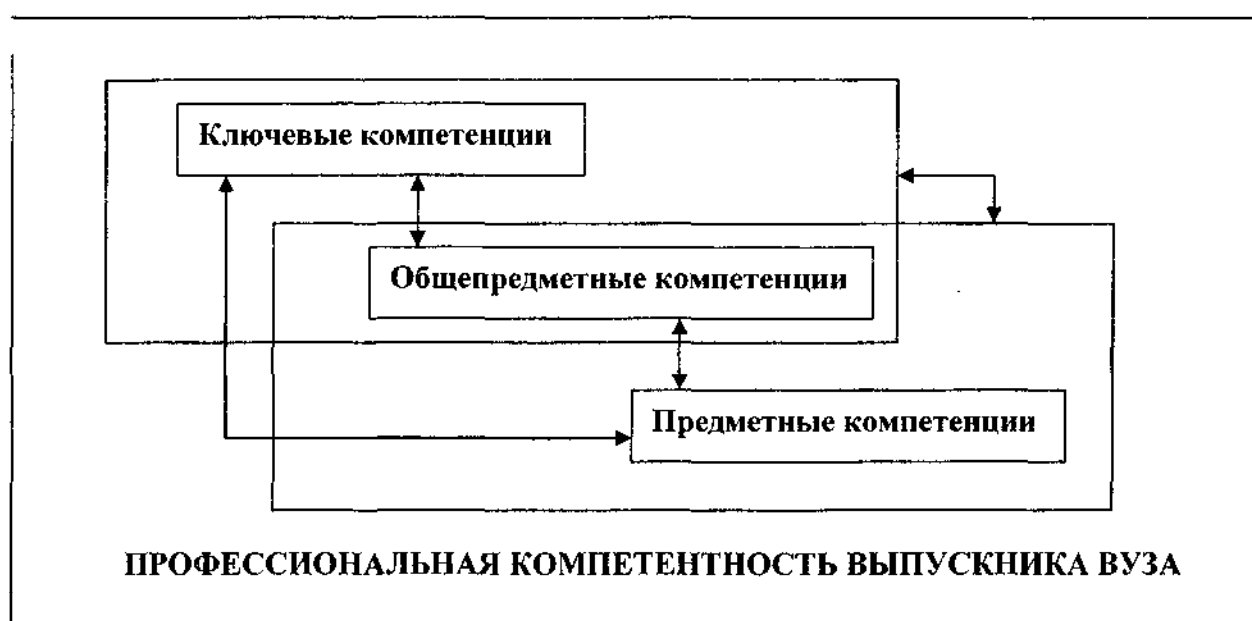 Ключевые компетенции
Общепредметные компетенции
Предметные компетенции
ПРОФЕССИОНАЛЬНАЯ КОМПЕТЕНТНОСТЬ ВЫПУСКНИКА ВУЗА